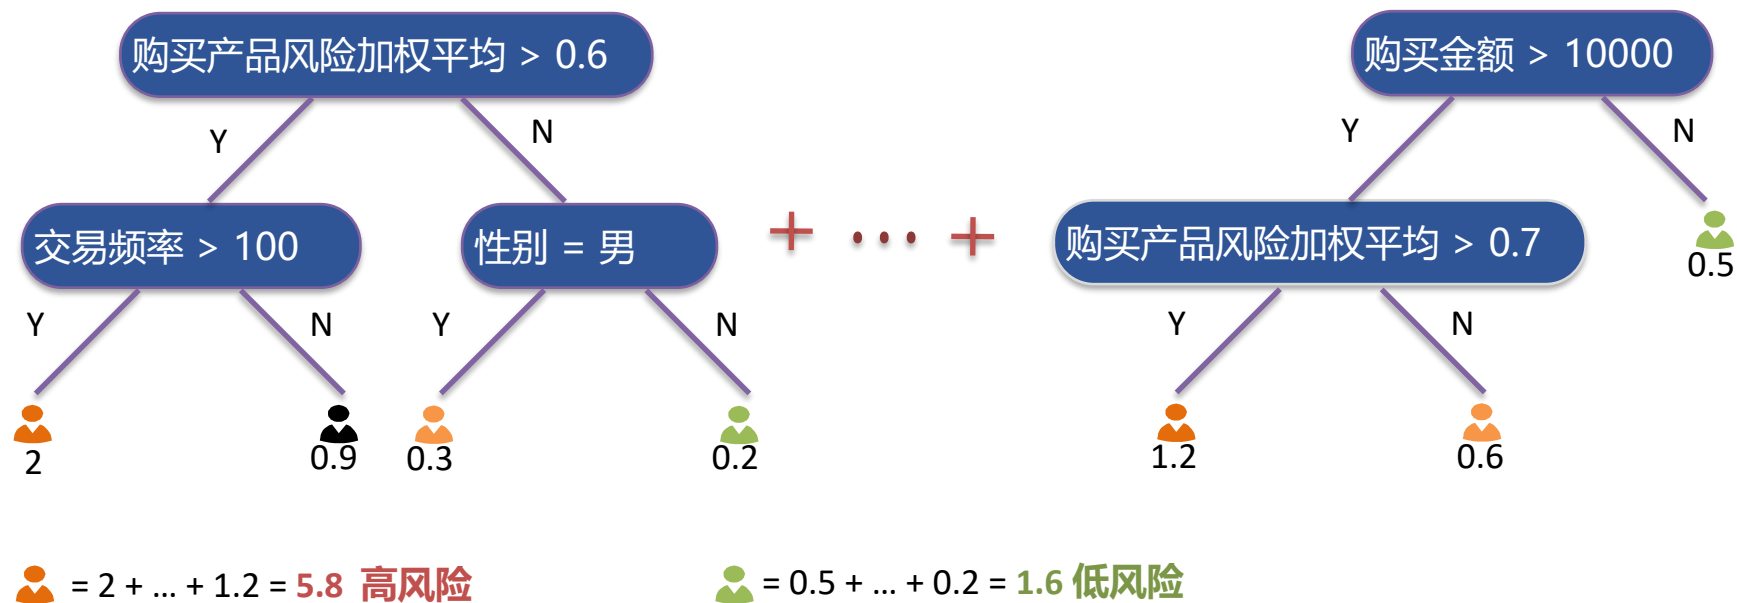 购买产品风险加权平均 > 0.6
购买金额 > 10000
Y
N
Y
N
交易频率 > 100
性别 = 男
+ ... +
购买产品风险加权平均 > 0.7
0.5
Y
N
Y
N
Y
N
2
0.9
0.3
0.2
1.2
0.6
= 2 + ... + 1.2 = 5.8 高风险
= 0.5 + ... + 0.2 = 1.6 低风险